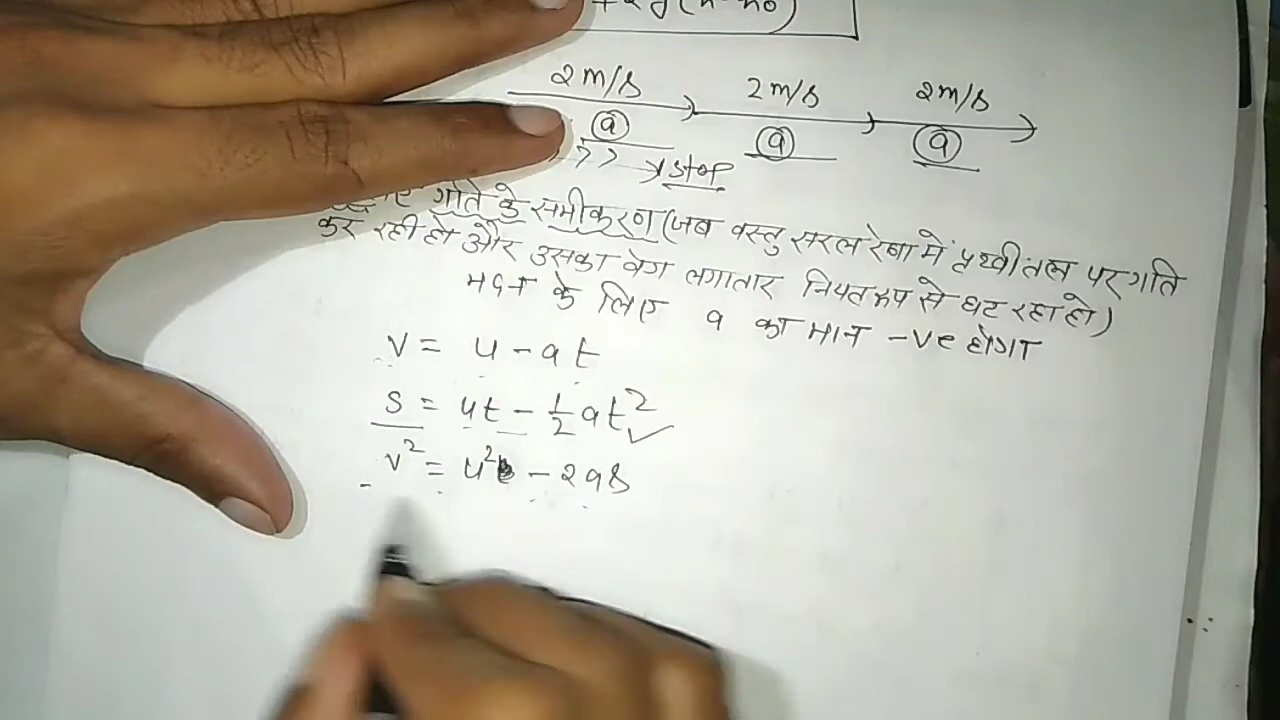 2m/s 2m/s 2m/s
a a a
>> stop
गति के समीकरण (जब वस्तु सरल रेखा में पृथ्वी तल पर गति
कर रही हो और उसका वेग लगातार नियत रूप से घट रहा हो)
के लिए a का मान -ve होगा
v = u - at
s = ut - 1/2 at²
v² = u² - 2as